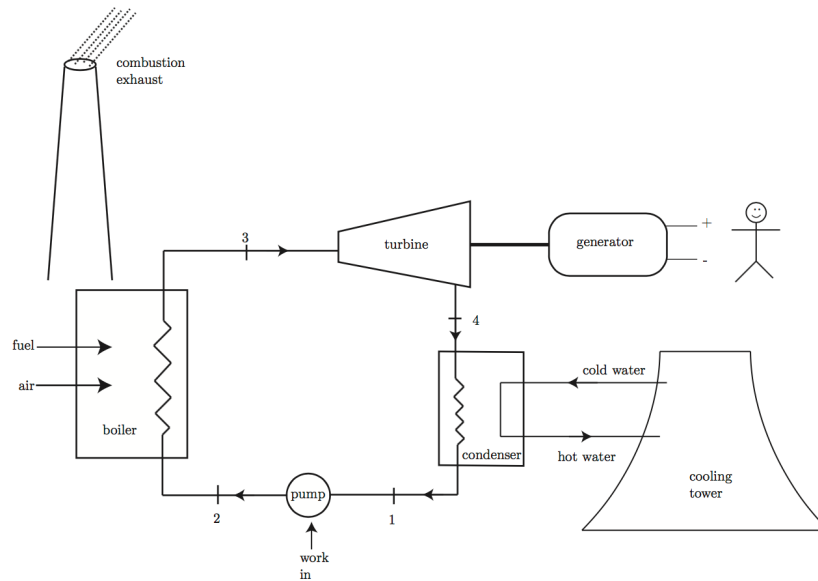 combustion
exhaust
3
turbine
generator
+
-
4
fuel
air
boiler
cold water
condenser
hot water
cooling
tower
pump
2
1
work
in